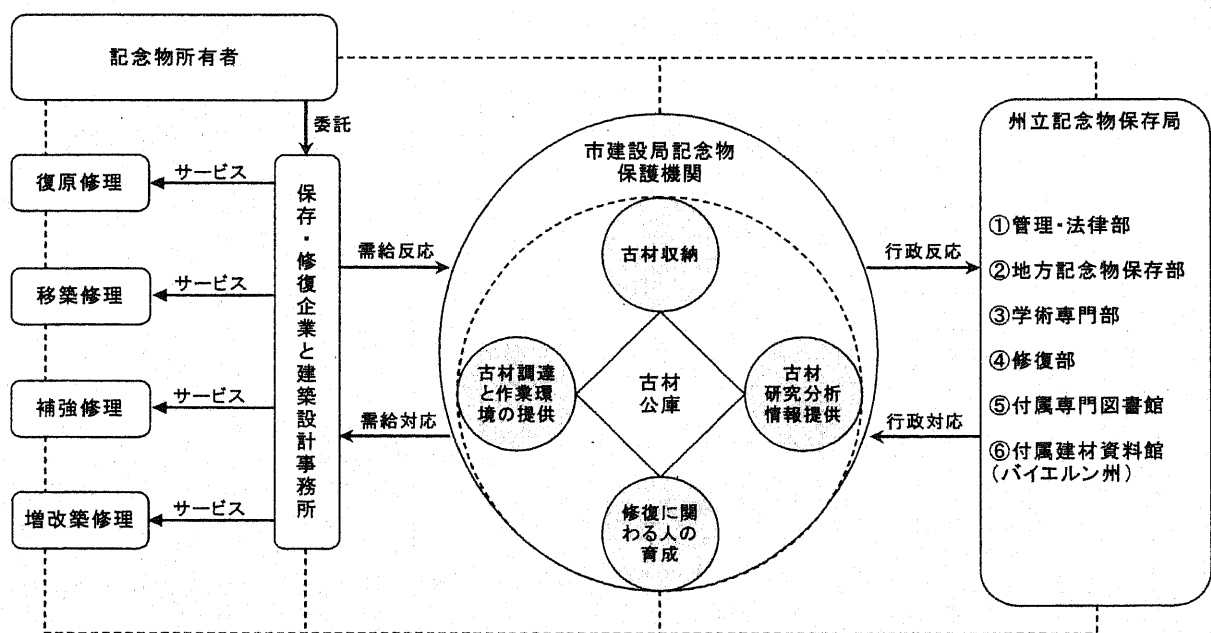 記念物所有者
委託
復原修理
移築修理
補強修理
増改築修理
サービス
サービス
サービス
サービス
保存・修復企業と建築設計事務所
需給反応
需給対応
市建設局記念物
保護機関
古材収納
古材調達
と作業環
境の提供
古材
公庫
古材
研究分析
情報提供
修復に関
わる人の
育成
行政反応
行政対応
州立記念物保存局
①管理・法律部
②地方記念物保存部
③学術専門部
④修復部
⑤付属専門図書館
⑥付属建材資料館
(バイエルン州)